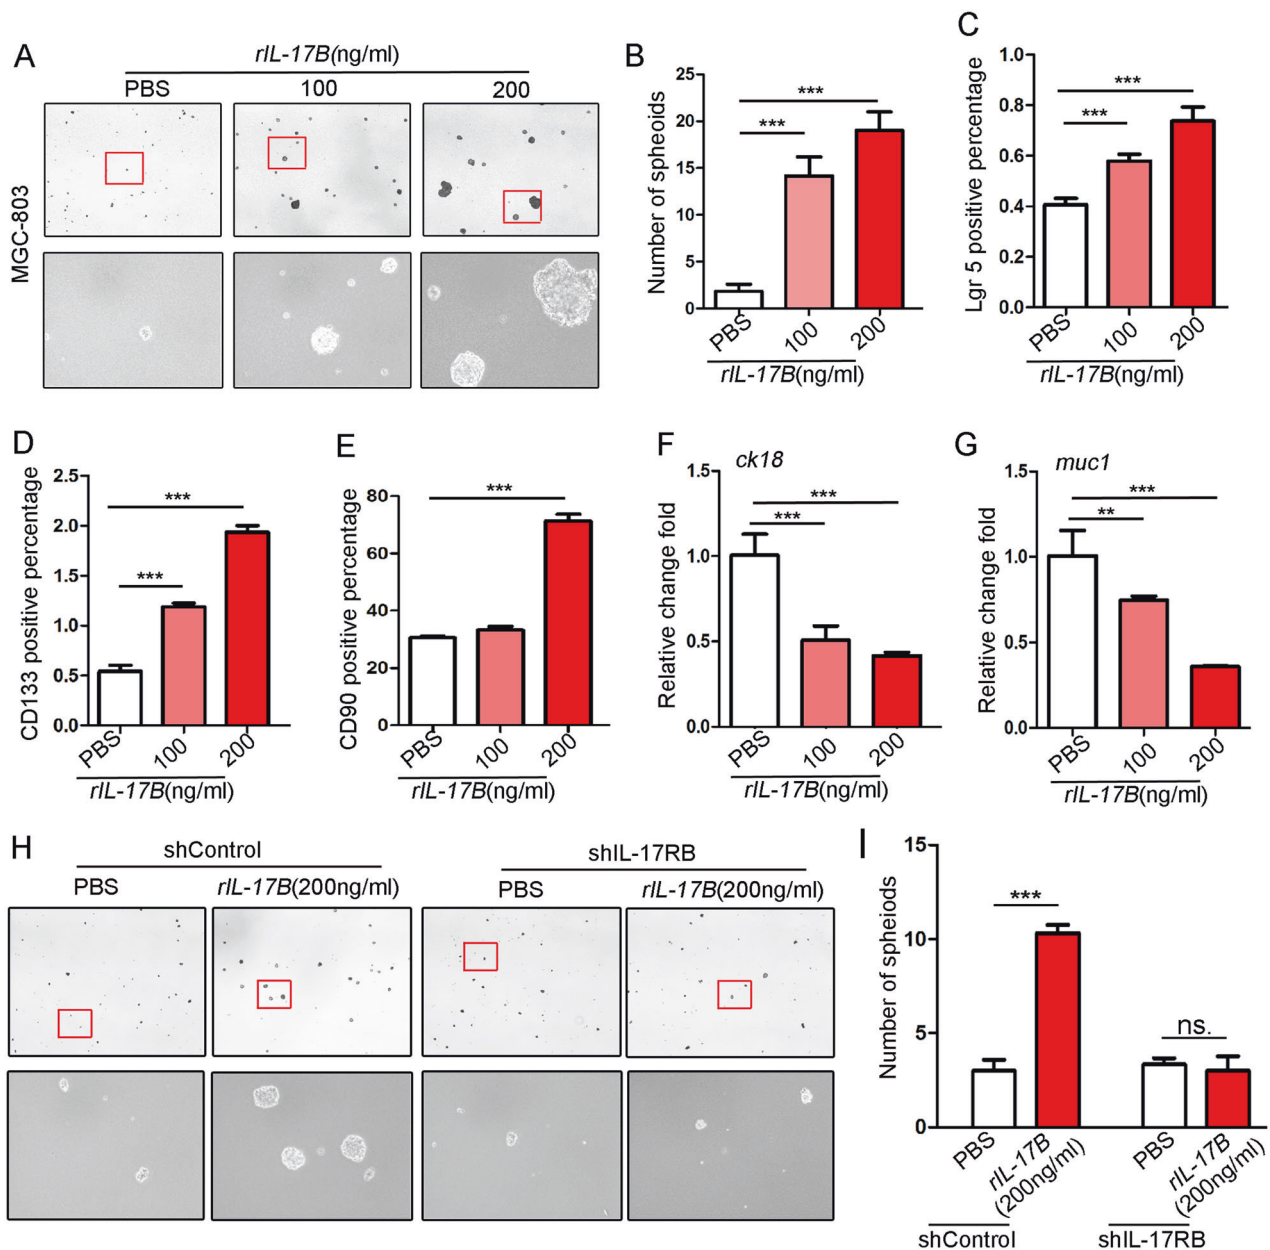 A
rIL-17B(ng/ml)
PBS
100
200
MGC-803
B
Number of spheoids
25
20
15
10
5
0
***
***
PBS
100
200
rIL-17B(ng/ml)
C
Lgr 5 positive percentage
1.0
0.8
0.6
0.4
0.2
0.0
***
***
PBS
100
200
rIL-17B(ng/ml)
D
CD133 positive percentage
2.5
2.0
1.5
1.0
0.5
0.0
***
***
PBS
100
200
rIL-17B(ng/ml)
E
CD90 positive percentage
80
60
40
20
0
***
PBS
100
200
rIL-17B(ng/ml)
F
ck18
Relative change fold
1.5
1.0
0.5
0.0
***
***
PBS
100
200
rIL-17B(ng/ml)
G
muc1
Relative change fold
1.5
1.0
0.5
0.0
***
**
PBS
100
200
rIL-17B(ng/ml)
H
shControl
shIL-17RB
PBS
rIL-17B(200ng/ml)
PBS
rIL-17B(200ng/ml)
I
Number of spheiods
15
10
5
0
***
ns.
PBS
rIL-17B
(200ng/ml)
PBS
rIL-17B
(200ng/ml)
shControl
shIL-17RB